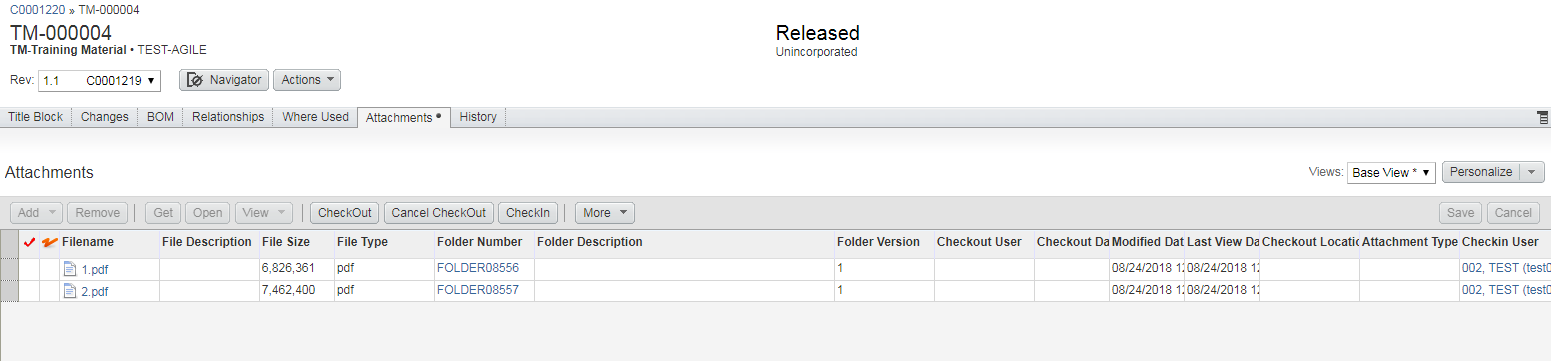 C0001220 » TM-000004
TM-000004
Released
TM-Training Material • TEST-AGILE
Unincorporated
Rev: 1.1 C0001219 ▼ Navigator Actions
Title Block Changes BOM Relationships Where Used Attachments • History
Attachments
Views: Base View * ▼ Personalize
Add Remove Get Open View CheckOut Cancel CheckOut CheckIn More Save Cancel
Filename File Description File Size File Type Folder Number Folder Description Folder Version Checkout User Checkout Da Modified Dat Last View Da Checkout Locatio Attachment Type Checkin User
1.pdf 6,826,361 pdf FOLDER08556 1 08/24/2018 12 08/24/2018 12 002, TEST (test0
2.pdf 7,462,400 pdf FOLDER08557 1 08/24/2018 12 08/24/2018 12 002, TEST (test0